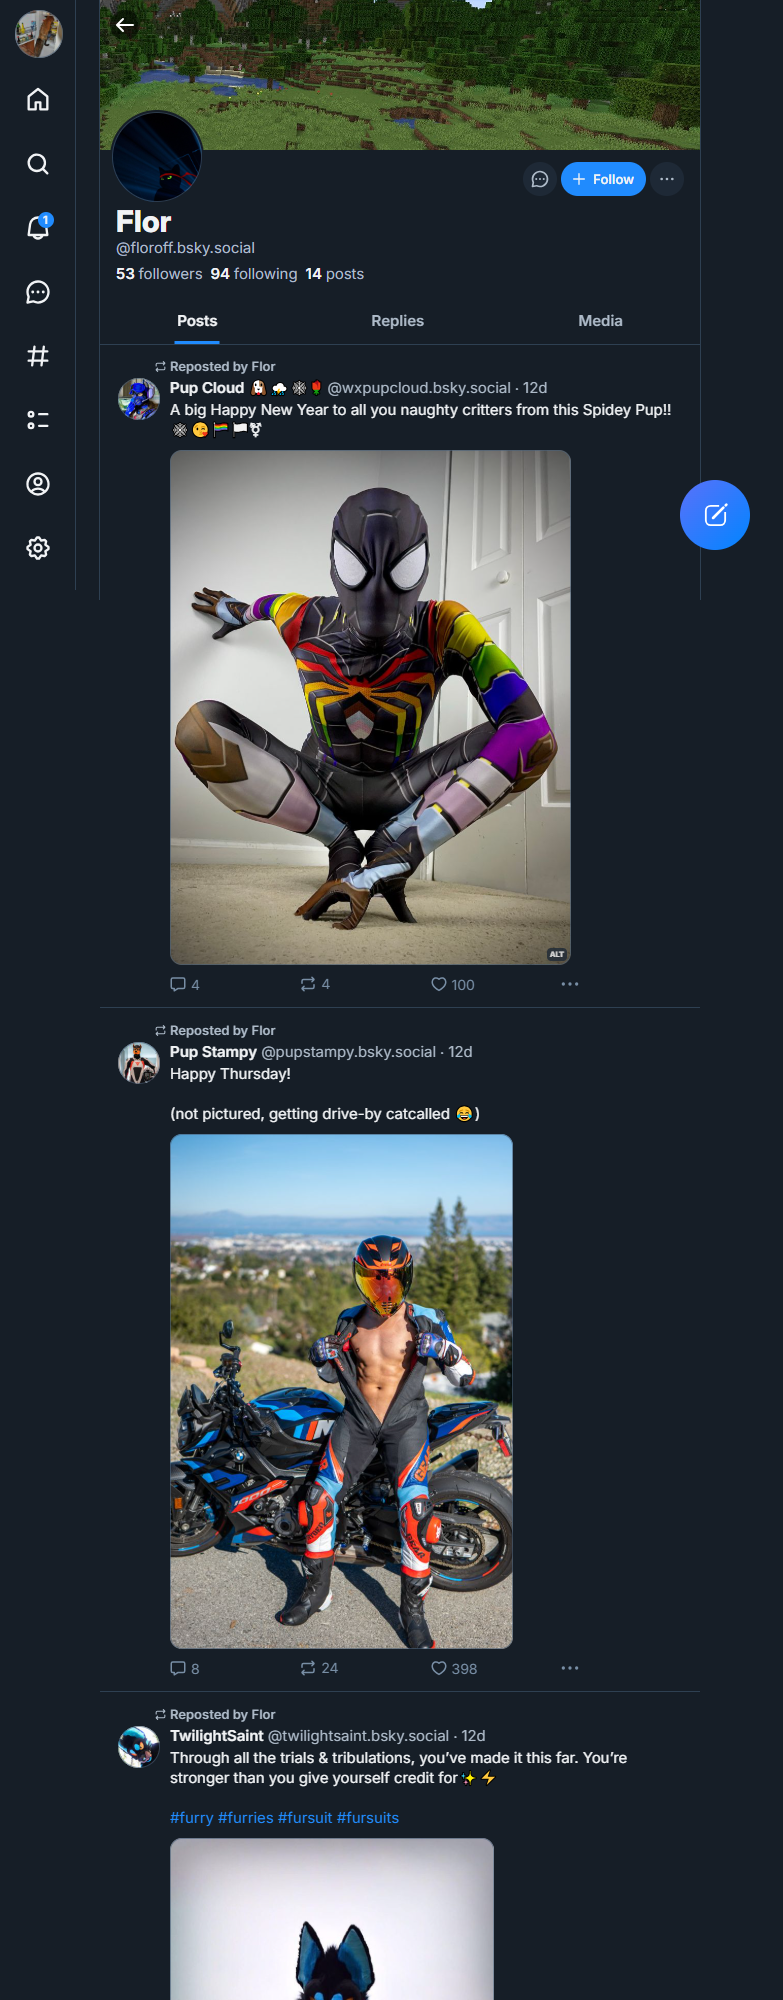 1
Follow
Flor
@floroff.bsky.social
53 followers 94 following 14 posts
Posts Replies Media
Reposted by Flor
Pup Cloud @wxpupcloud.bsky.social · 12d
A big Happy New Year to all you naughty critters from this Spidey Pup!!
🕸️😘🏳️‍🌈🏳️‍⚧️
ALT
4 4 100
Reposted by Flor
Pup Stampy @pupstampy.bsky.social · 12d
Happy Thursday!
(not pictured, getting drive-by catcalled 😂)
8 24 398
Reposted by Flor
TwilightSaint @twilightsaint.bsky.social · 12d
Through all the trials & tribulations, you’ve made it this far. You’re
stronger than you give yourself credit for✨⚡
#furry #furries #fursuit #fursuits